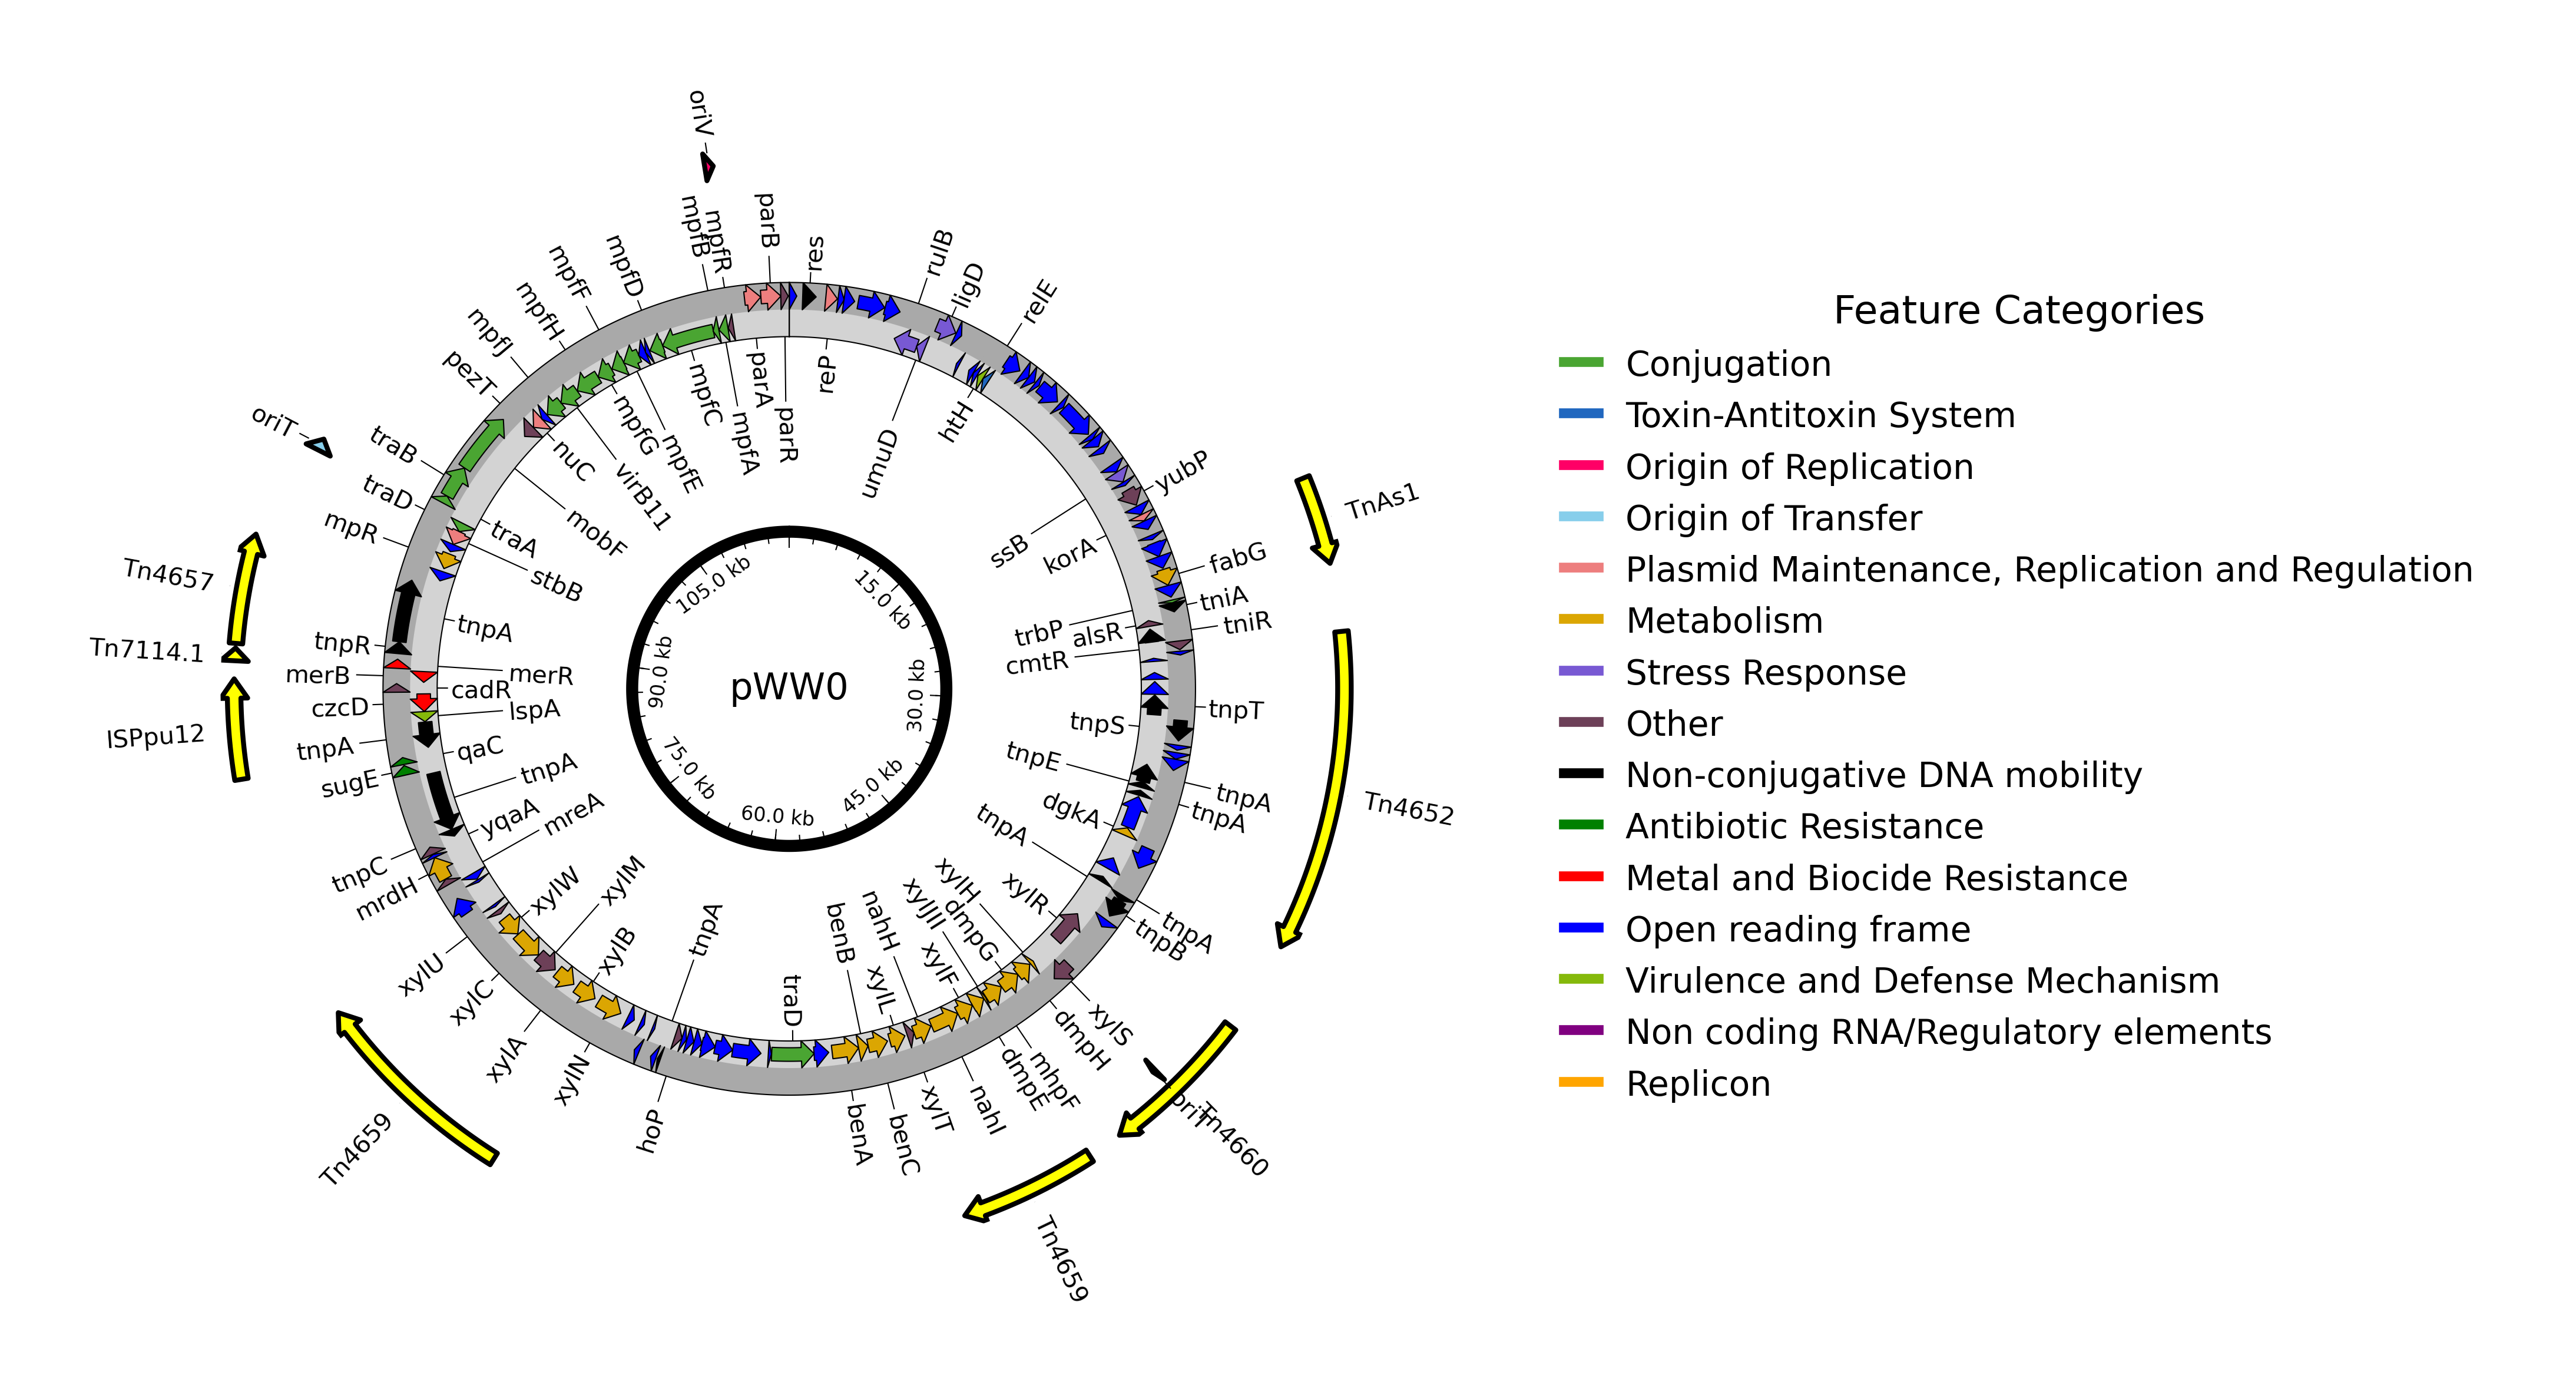 oriV
mpfB
mpfR
parB
res
rulB
ligD
relE
mpfD
mpfF
mpfH
mpfJ
pezT
oriT
traB
traD
mpR
Tn4657
Tn7114.1
ISPpu12
tnpR
merB
czcD
tnpA
sugE
tnpC
mrdH
xylU
xylC
xylA
xylN
Tn4659
hoP
benA
benC
xylT
nahI
dmpE
mhpF
dmpH
xylS
oriT
Tn4660
Tn4659
tnpB
tnpA
Tn4652
tnpA
tnpA
tnpT
tniR
tniA
fabG
TnAs1
yubP
reP
parR
parA
mpfA
mpfC
mpfE
mpfG
virB11
nuC
mobF
traA
stbB
tnpA
merR
cadR
lspA
qaC
tnpA
yqaA
mreA
xylW
xylM
xylB
tnpA
traD
benB
xylL
nahH
xylF
xyJJII
dmpG
xylH
xylR
tnpA
dgkA
tnpE
tnpS
cmtR
alsR
trbP
korA
ssB
htH
umuD
pWW0
15.0 kb
30.0 kb
45.0 kb
60.0 kb
75.0 kb
90.0 kb
105.0 kb
Feature Categories
Conjugation
Toxin-Antitoxin System
Origin of Replication
Origin of Transfer
Plasmid Maintenance, Replication and Regulation
Metabolism
Stress Response
Other
Non-conjugative DNA mobility
Antibiotic Resistance
Metal and Biocide Resistance
Open reading frame
Virulence and Defense Mechanism
Non coding RNA/Regulatory elements
Replicon